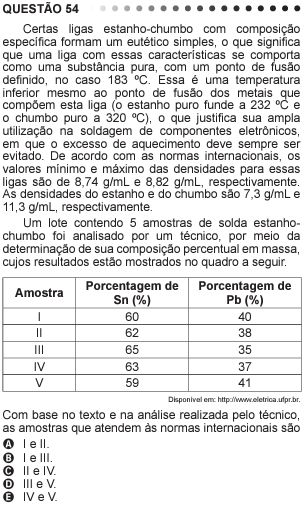 QUESTÃO 54
Certas ligas estanho-chumbo com composição
específica formam um eutético simples, o que significa
que uma liga com essas características se comporta
como uma substância pura, com um ponto de fusão
definido, no caso 183 ºC. Essa é uma temperatura
inferior mesmo ao ponto de fusão dos metais que
compõem esta liga (o estanho puro funde a 232 ºC e
o chumbo puro a 320 ºC), o que justifica sua ampla
utilização na soldagem de componentes eletrônicos,
em que o excesso de aquecimento deve sempre ser
evitado. De acordo com as normas internacionais, os
valores mínimo e máximo das densidades para essas
ligas são de 8,74 g/mL e 8,82 g/mL, respectivamente.
As densidades do estanho e do chumbo são 7,3 g/mL e
11,3 g/mL, respectivamente.
Um lote contendo 5 amostras de solda estanho-
chumbo foi analisado por um técnico, por meio da
determinação de sua composição percentual em massa,
cujos resultados estão mostrados no quadro a seguir.
Amostra Porcentagem de Sn (%) Porcentagem de Pb (%)
I 60 40
II 62 38
III 65 35
IV 63 37
V 59 41
Disponível em: http://www.eletrica.ufpr.br.
Com base no texto e na análise realizada pelo técnico,
as amostras que atendem às normas internacionais são
A I e II.
B I e III.
C II e IV.
D III e V.
E IV e V.